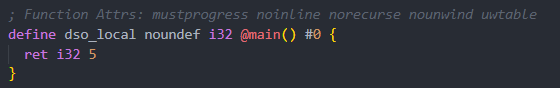 ; Function Attrs: mustprogress noinline norecurse nounwind uwtable
define dso_local noundef i32 @main() #0 {
  ret i32 5
}